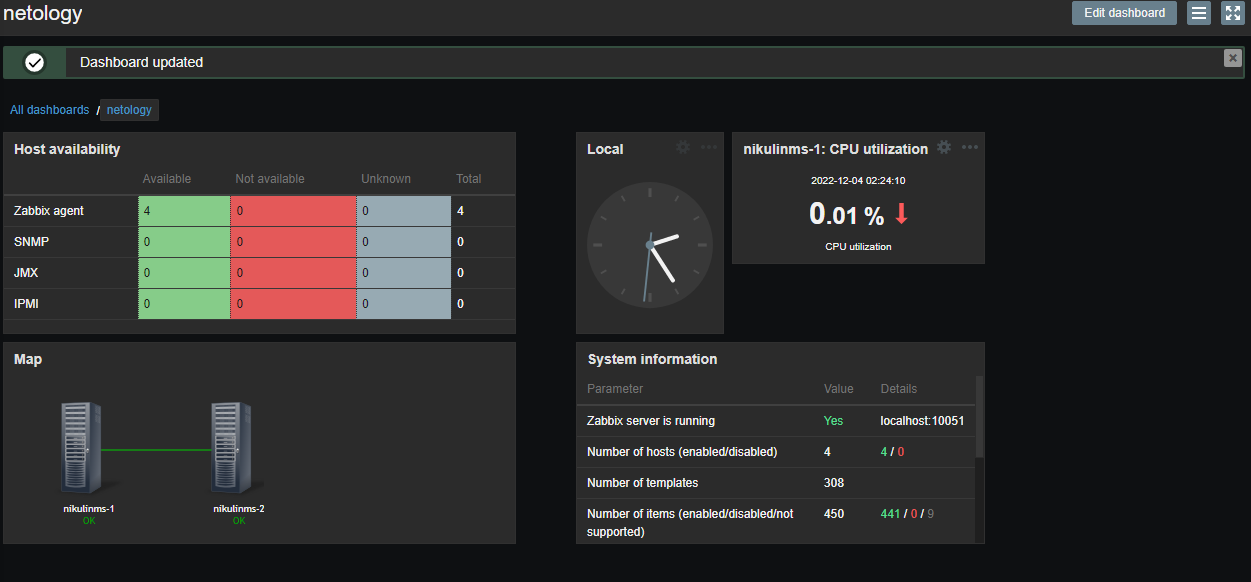 netology
Edit dashboard
Dashboard updated
All dashboards / netology
Host availability
Available Not available Unknown Total
Zabbix agent 4 0 0 4
SNMP 0 0 0 0
JMX 0 0 0 0
IPMI 0 0 0 0
Local
nikulinms-1: CPU utilization
2022-12-04 02:24:10
0.01 %
CPU utilization
Map
nikulinms-1
OK
nikulinms-2
OK
System information
Parameter Value Details
Zabbix server is running Yes localhost:10051
Number of hosts (enabled/disabled) 4 4 / 0
Number of templates 308
Number of items (enabled/disabled/not 450 441 / 0 / 9
supported)